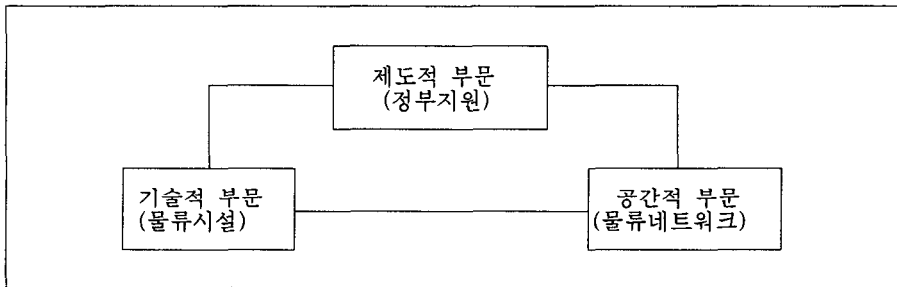 제도적 부문
(정부지원)
기술적 부문
(물류시설)
공간적 부문
(물류네트워크)